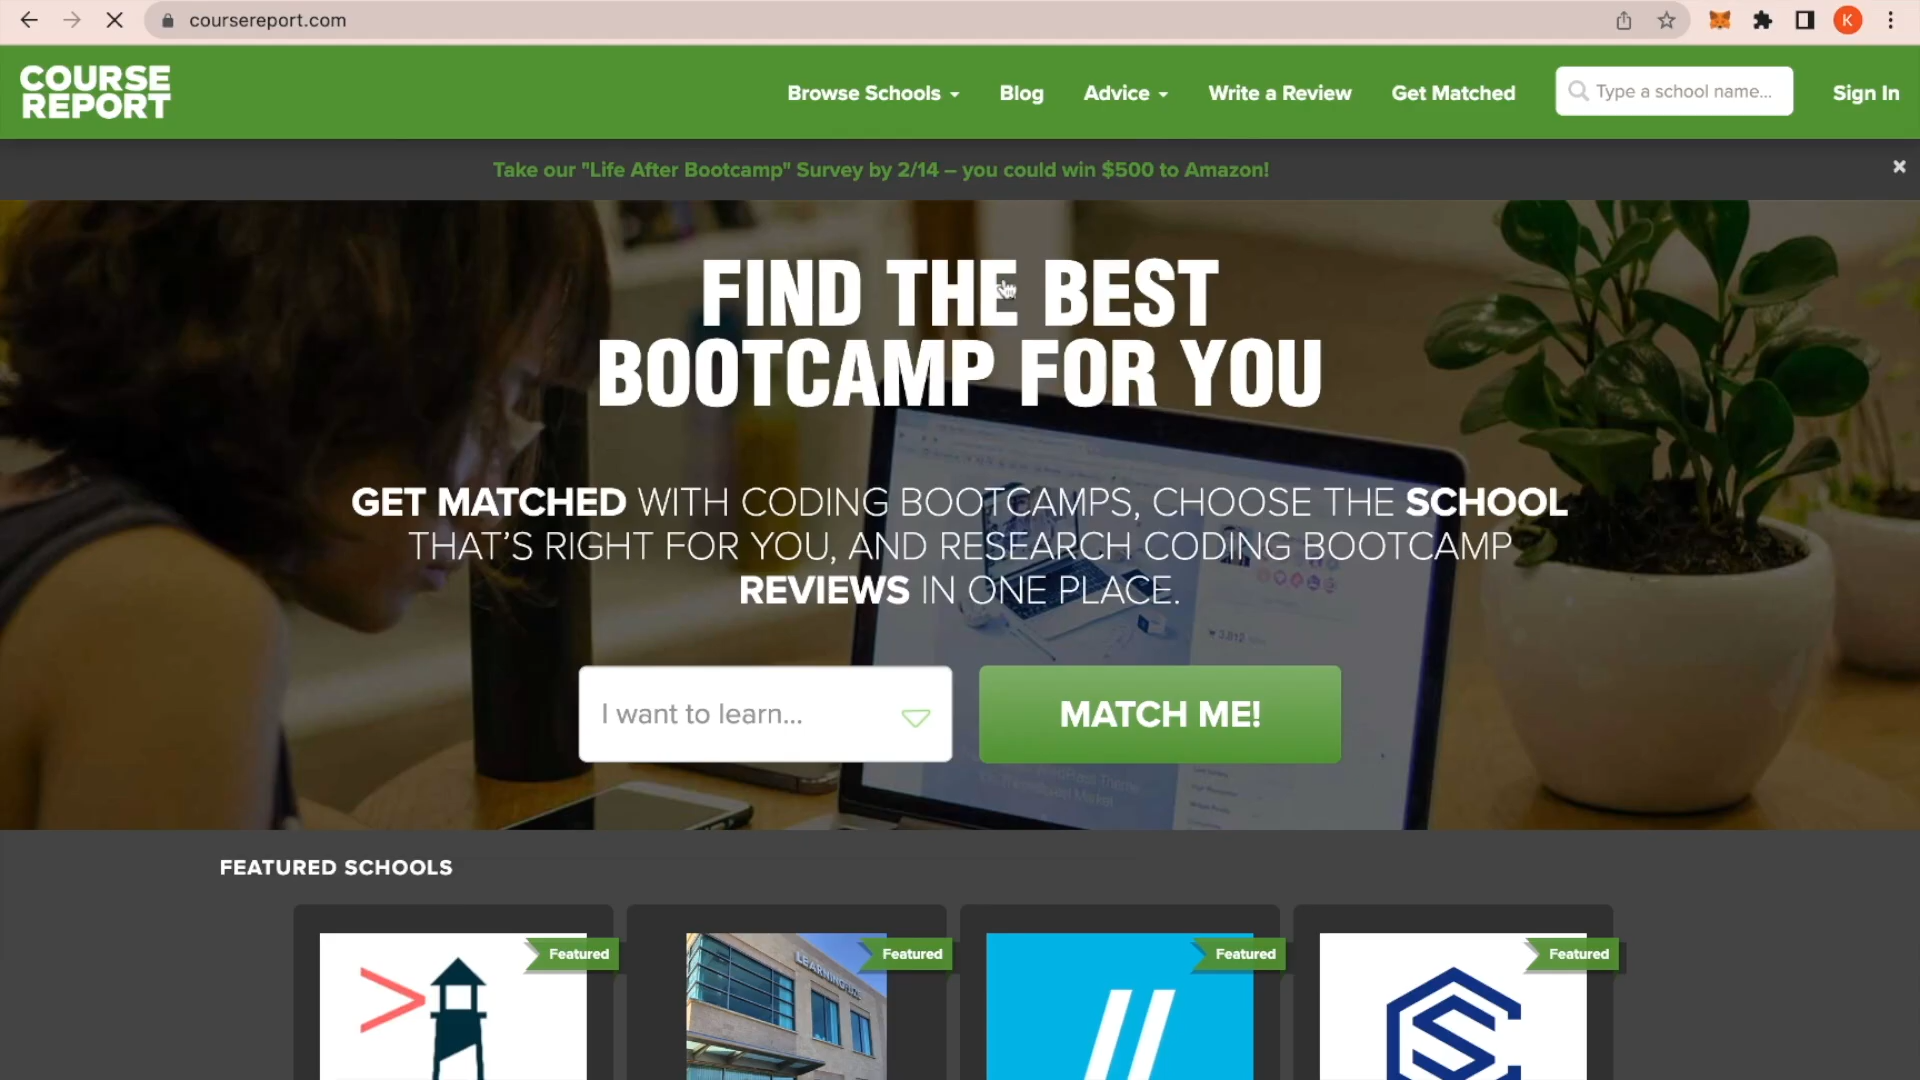 coursereport.com
K
COURSE
REPORT
Browse Schools
Blog
Advice
Write a Review
Get Matched
Type a school name...
Sign In
Take our "Life After Bootcamp" Survey by 2/14 – you could win $500 to Amazon!
FIND THE BEST
BOOTCAMP FOR YOU
GET MATCHED WITH CODING BOOTCAMPS, CHOOSE THE SCHOOL
THAT'S RIGHT FOR YOU, AND RESEARCH CODING BOOTCAMP
REVIEWS IN ONE PLACE.
3,812
I want to learn...
MATCH ME!
FEATURED SCHOOLS
Featured
Featured
Featured
Featured